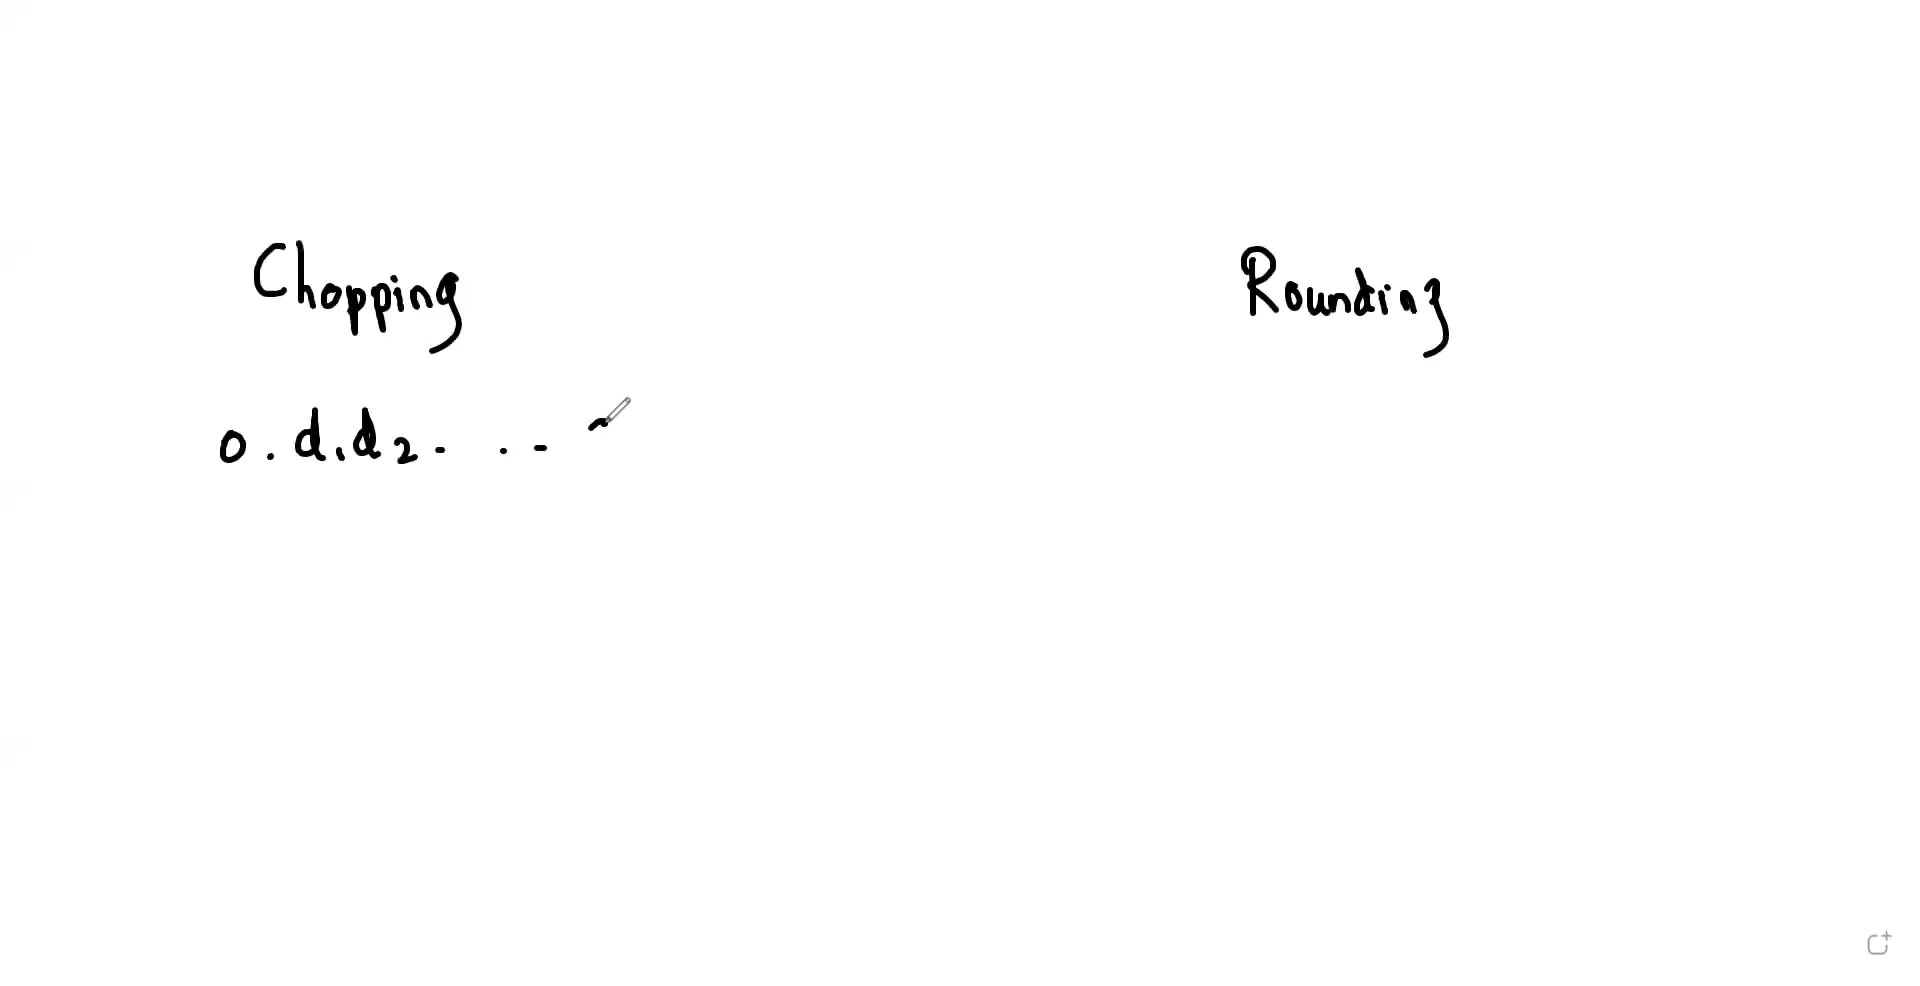 Chopping
Rounding
0.d1d2. . .